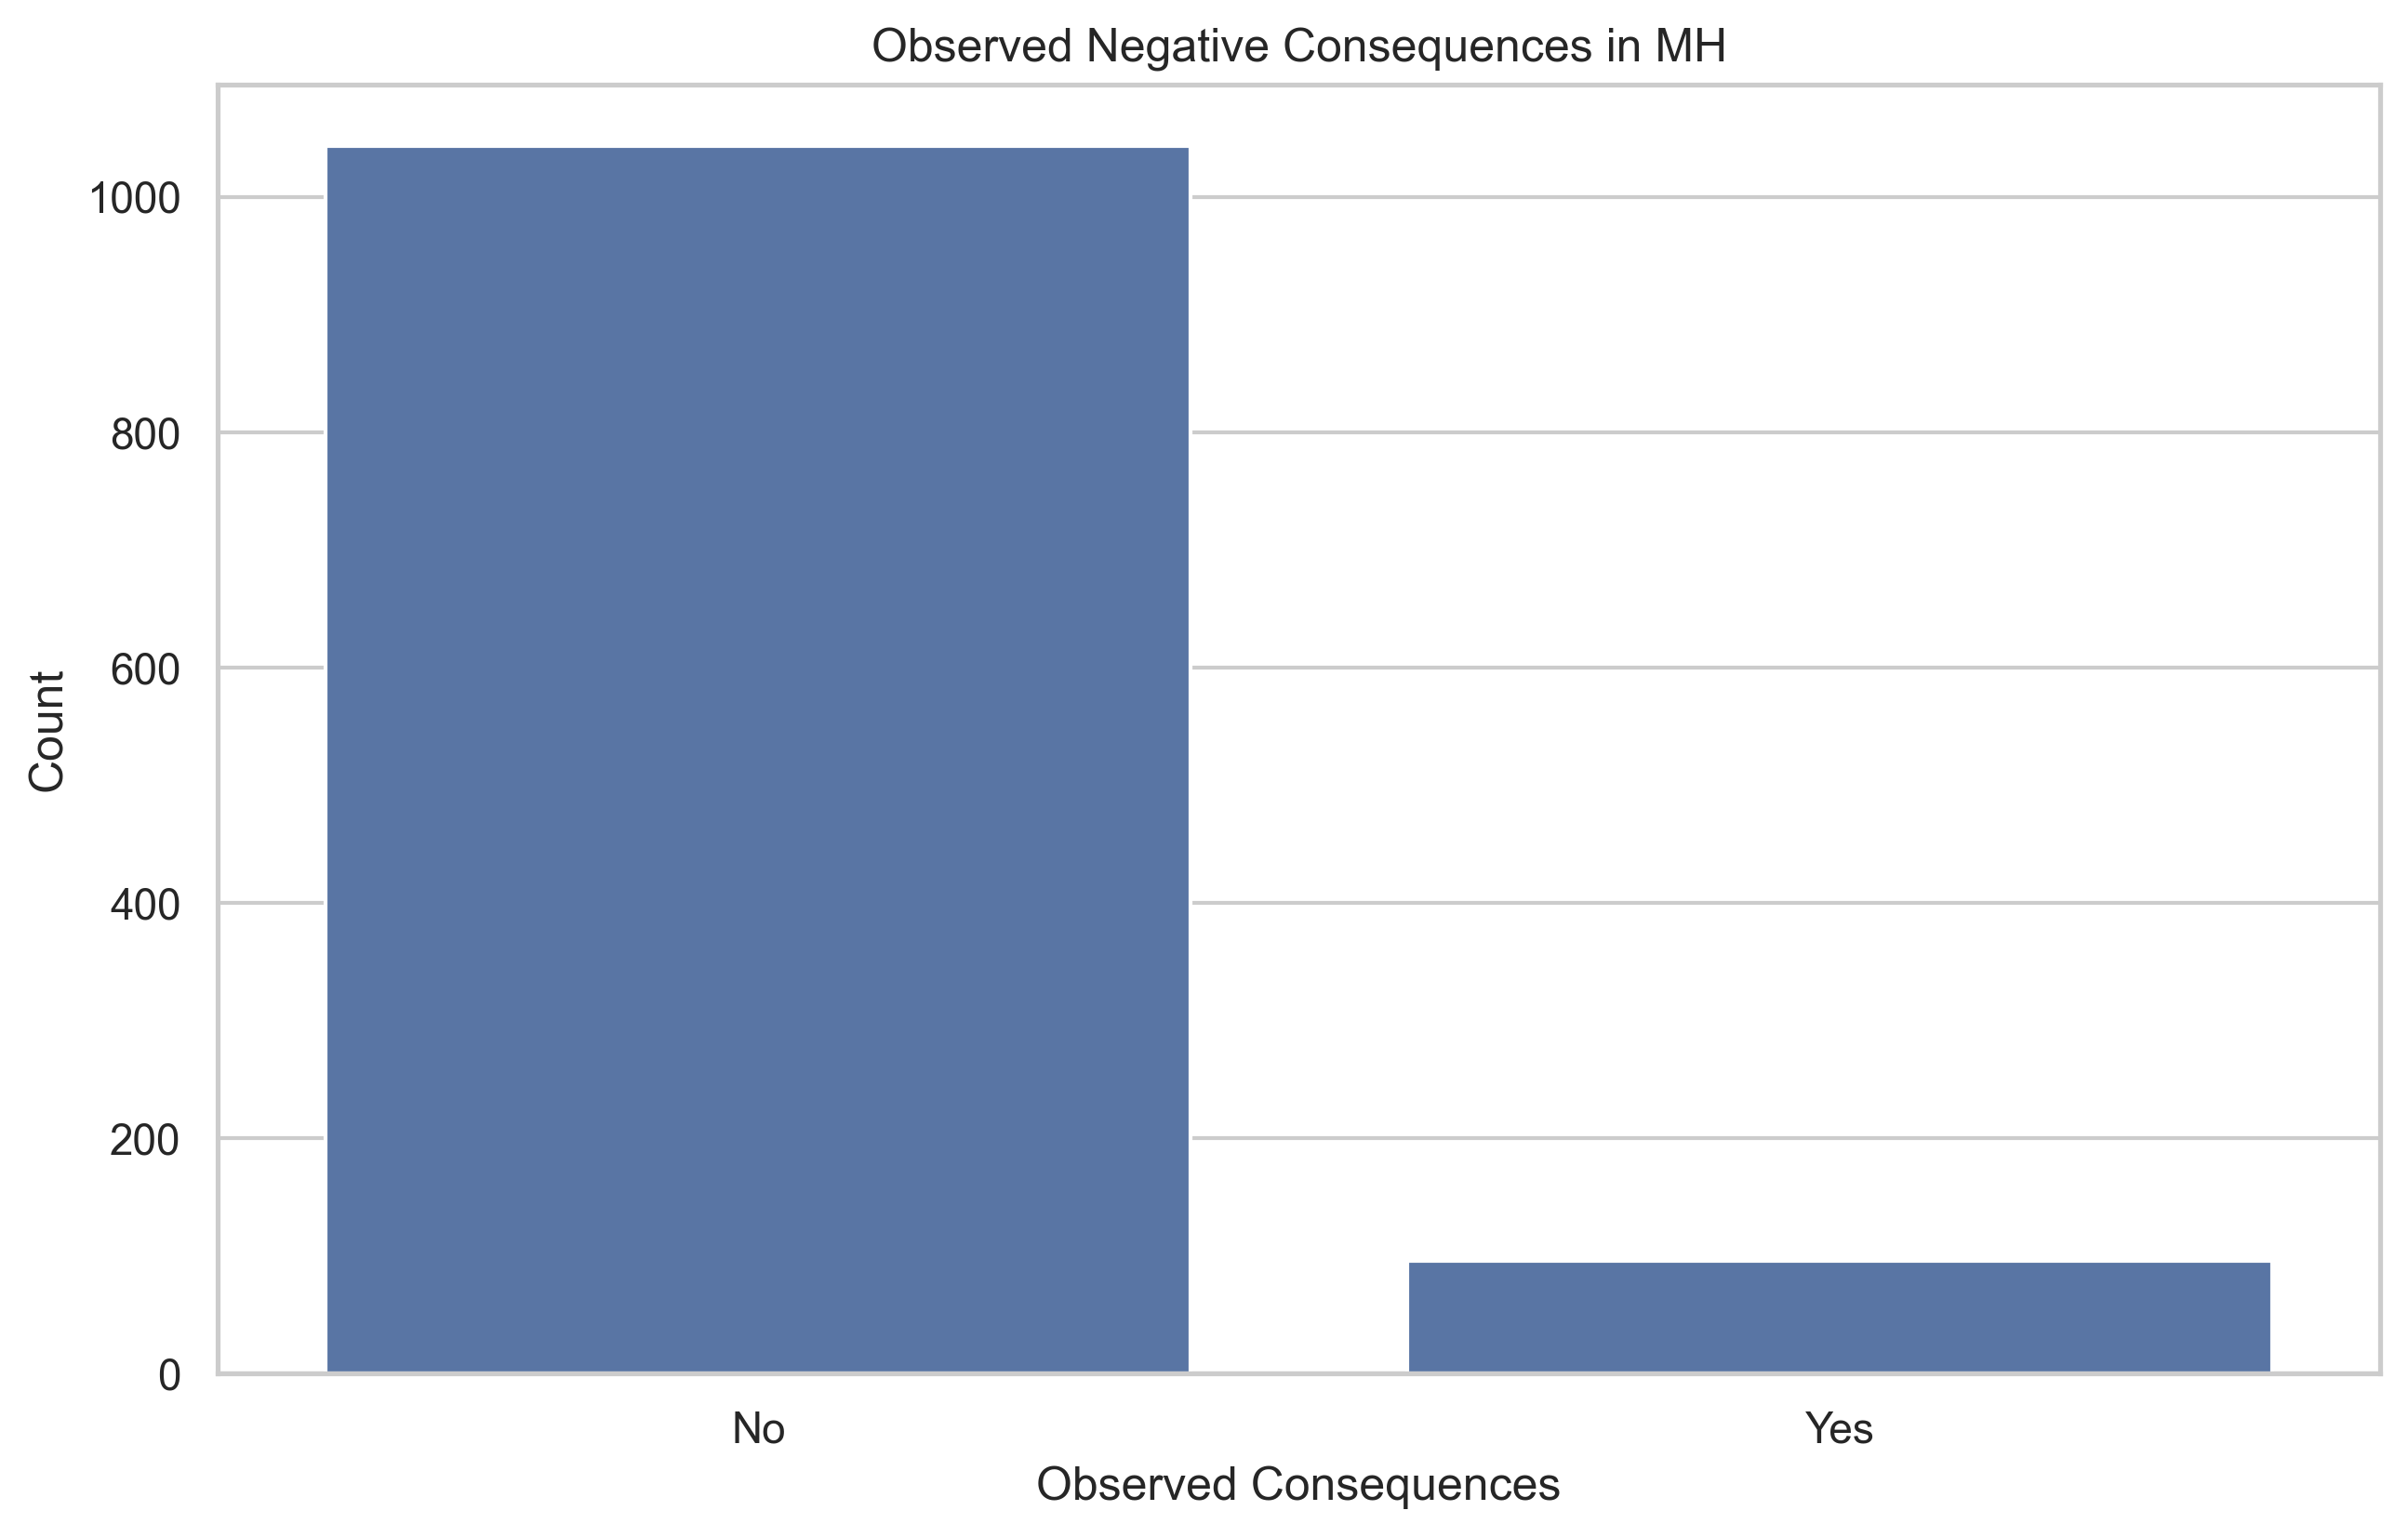 Observed Negative Consequences in MH
1000
800
600
400
200
0
Count
No
Yes
Observed Consequences